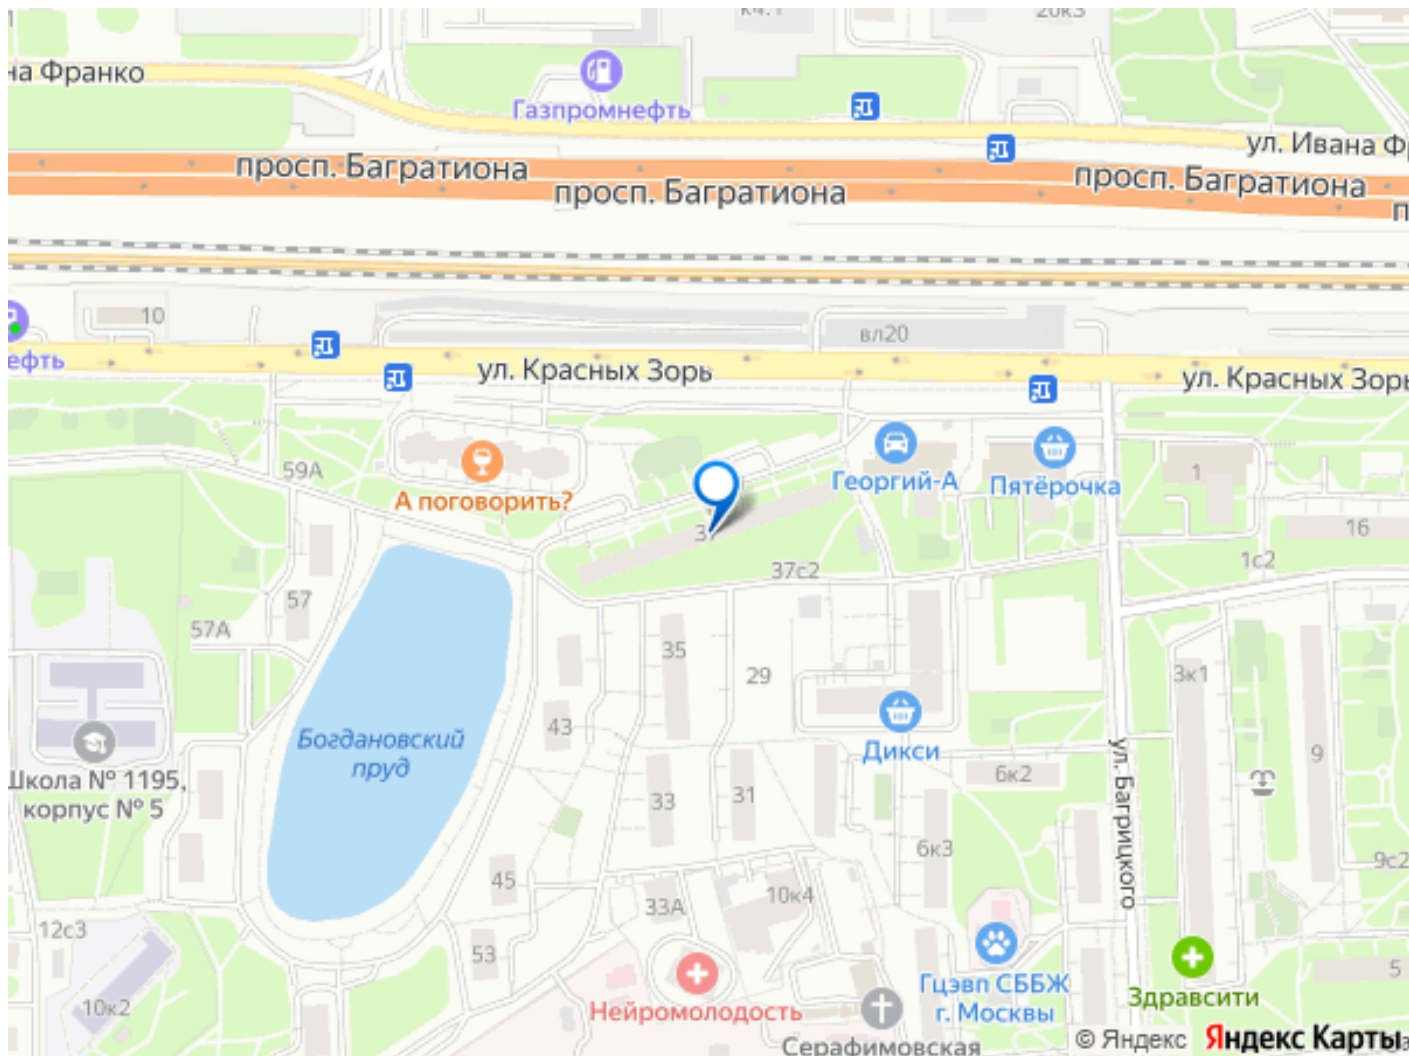 20к3
на Франко
Газпромнефть
ул. Ивана Фр
просп. Багратиона
просп. Багратиона
просп. Багратиона
п
10
вл20
ефть
ул. Красных Зорь
ул. Красных Зорь
59А
А поговорить?
Георгий-А
Пятёрочка
1
16
37с2
1с2
57
57А
35
29
3к1
43
Богдановский
пруд
Дикси
ул. Багрицкого
9
Школа № 1195,
корпус № 5
6к2
33
31
6к3
9с2
45
33А
10к4
12с3
53
5
10к2
Нейромолодость
Гцэвп СББЖ
г. Москвы
Здравсити
Серафимовская
© Яндекс Яндекс Карты